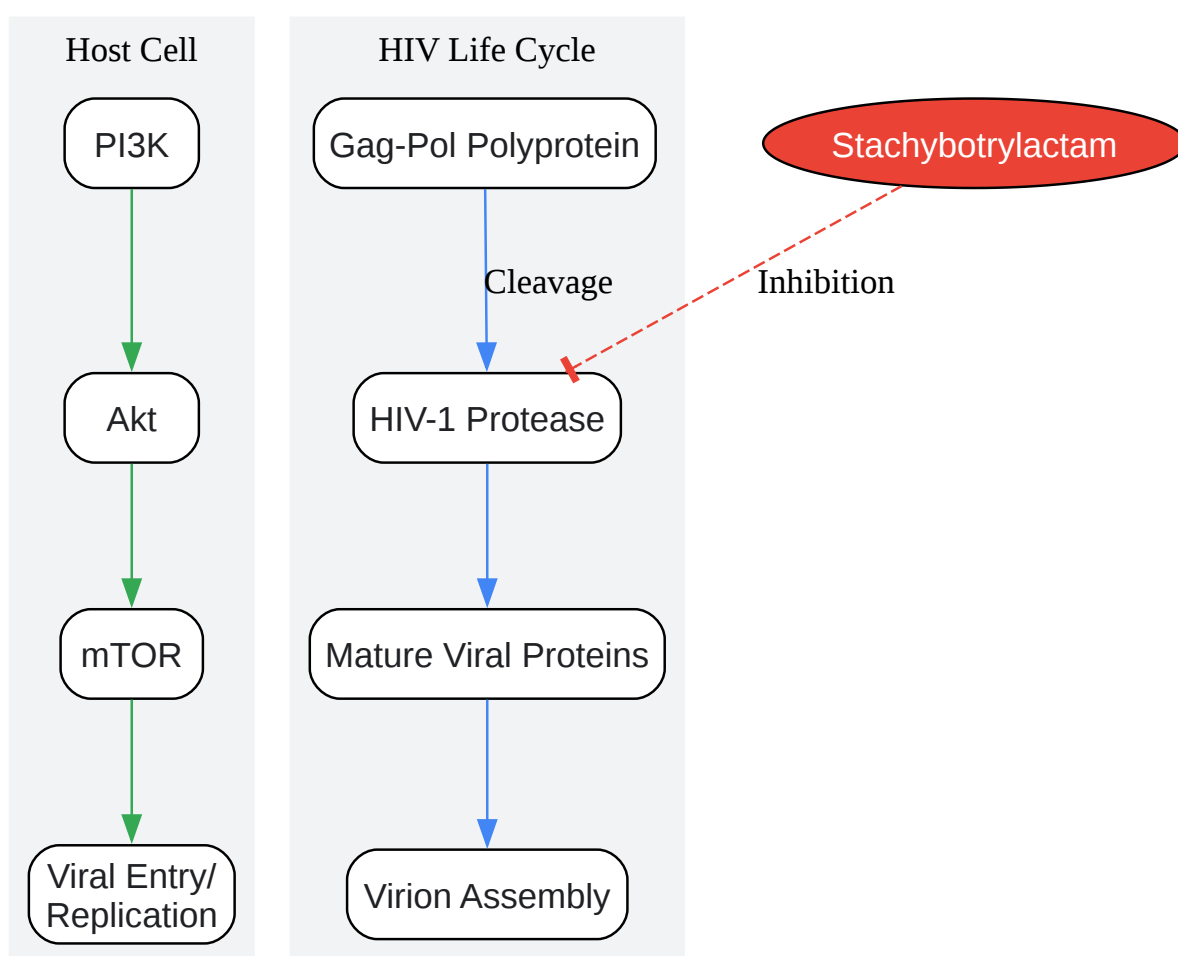 Host Cell
PI3K
Akt
mTOR
Viral Entry/
Replication
HIV Life Cycle
Gag-Pol Polyprotein
Cleavage
HIV-1 Protease
Mature Viral Proteins
Virion Assembly
Stachybotrylactam
Inhibition